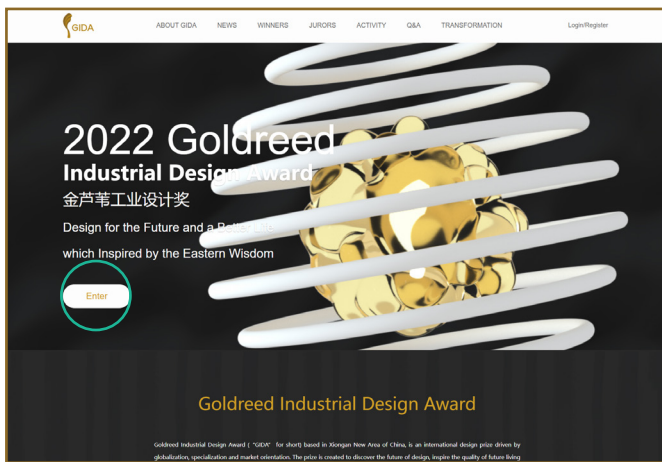 GIDA
ABOUT GIDA NEWS WINNERS JURORS ACTIVITY Q&A TRANSFORMATION Login/Register
2022 Goldreed
Industrial Design Award
金芦苇工业设计奖
Design for the Future and a Better Life
which Inspired by the Eastern Wisdom
Enter
Goldreed Industrial Design Award
Goldreed Industrial Design Award ( "GIDA" for short) based in Xiongan New Area of China, is an international design prize driven by
globalization, specialization and market orientation. The prize is created to discover the future of design, inspire the quality of future living